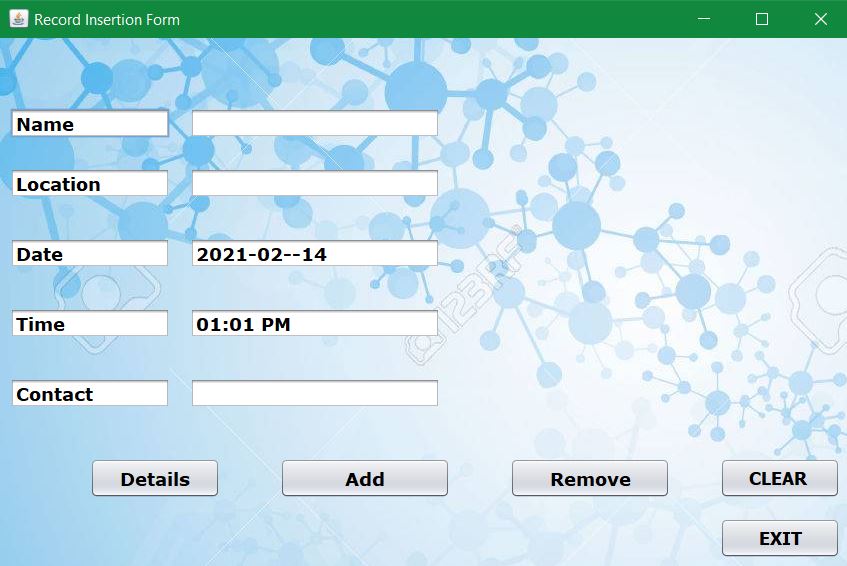 Record Insertion Form
Name
Location
Date 2021-02--14
Time 01:01 PM
Contact
Details Add Remove CLEAR
EXIT
123RF